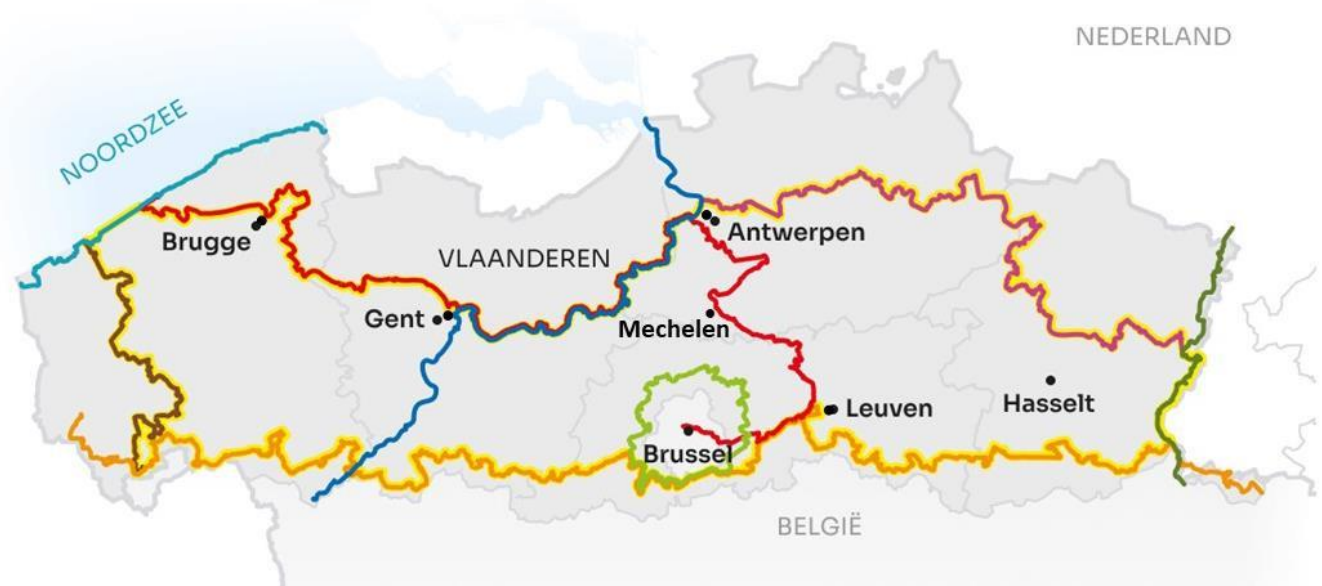 NEDERLAND
NOORDZEE
Brugge
VLAANDEREN
Antwerpen
Gent
Mechelen
Leuven
Hasselt
Brussel
BELGIË